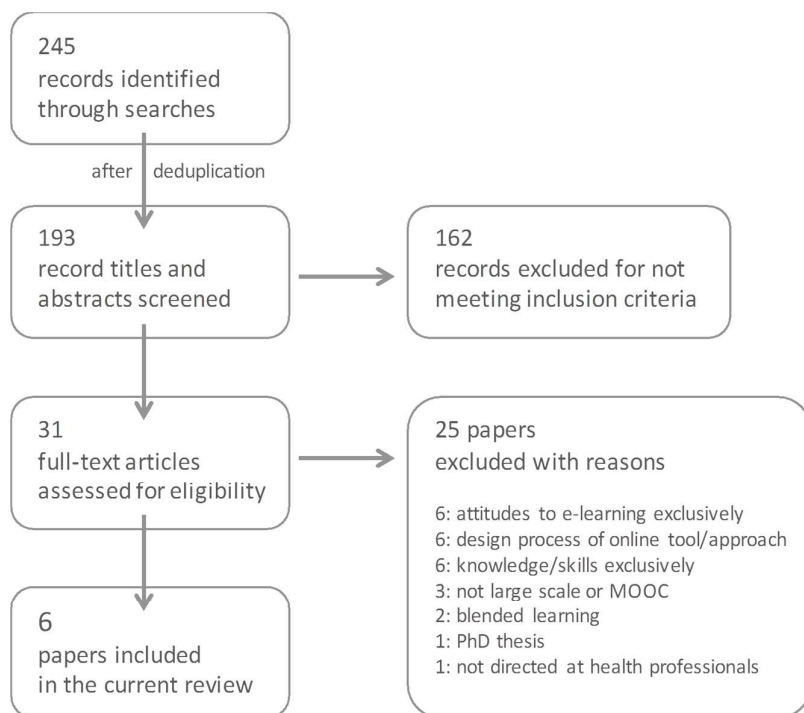 245
records identified
through searches
after deduplication
193
record titles and
abstracts screened
162
records excluded for not
meeting inclusion criteria
31
full-text articles
assessed for eligibility
25 papers
excluded with reasons
6: attitudes to e-learning exclusively
6: design process of online tool/approach
6: knowledge/skills exclusively
3: not large scale or MOOC
2: blended learning
1: PhD thesis
1: not directed at health professionals
6
papers included
in the current review